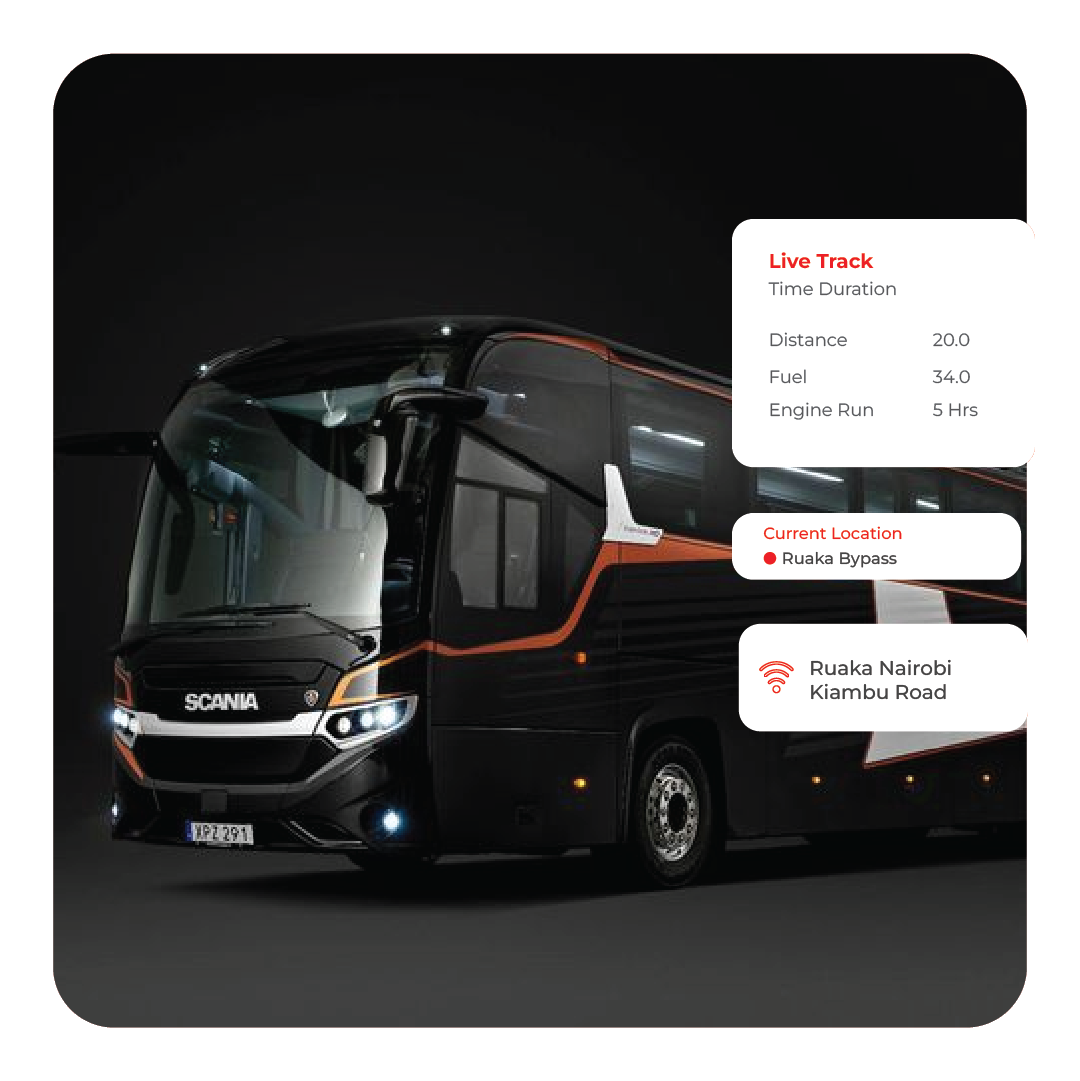 Live Track
Time Duration
Distance 20.0
Fuel 34.0
Engine Run 5 Hrs
Current Location
Ruaka Bypass
Ruaka Nairobi
Kiambu Road
SCANIA
XPZ 291